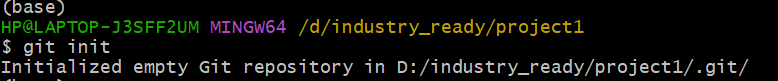 (base)
HP@LAPTOP-J3SFF2UM MINGW64 /d/industry_ready/project1
$ git init
Initialized empty Git repository in D:/industry_ready/project1/.git/